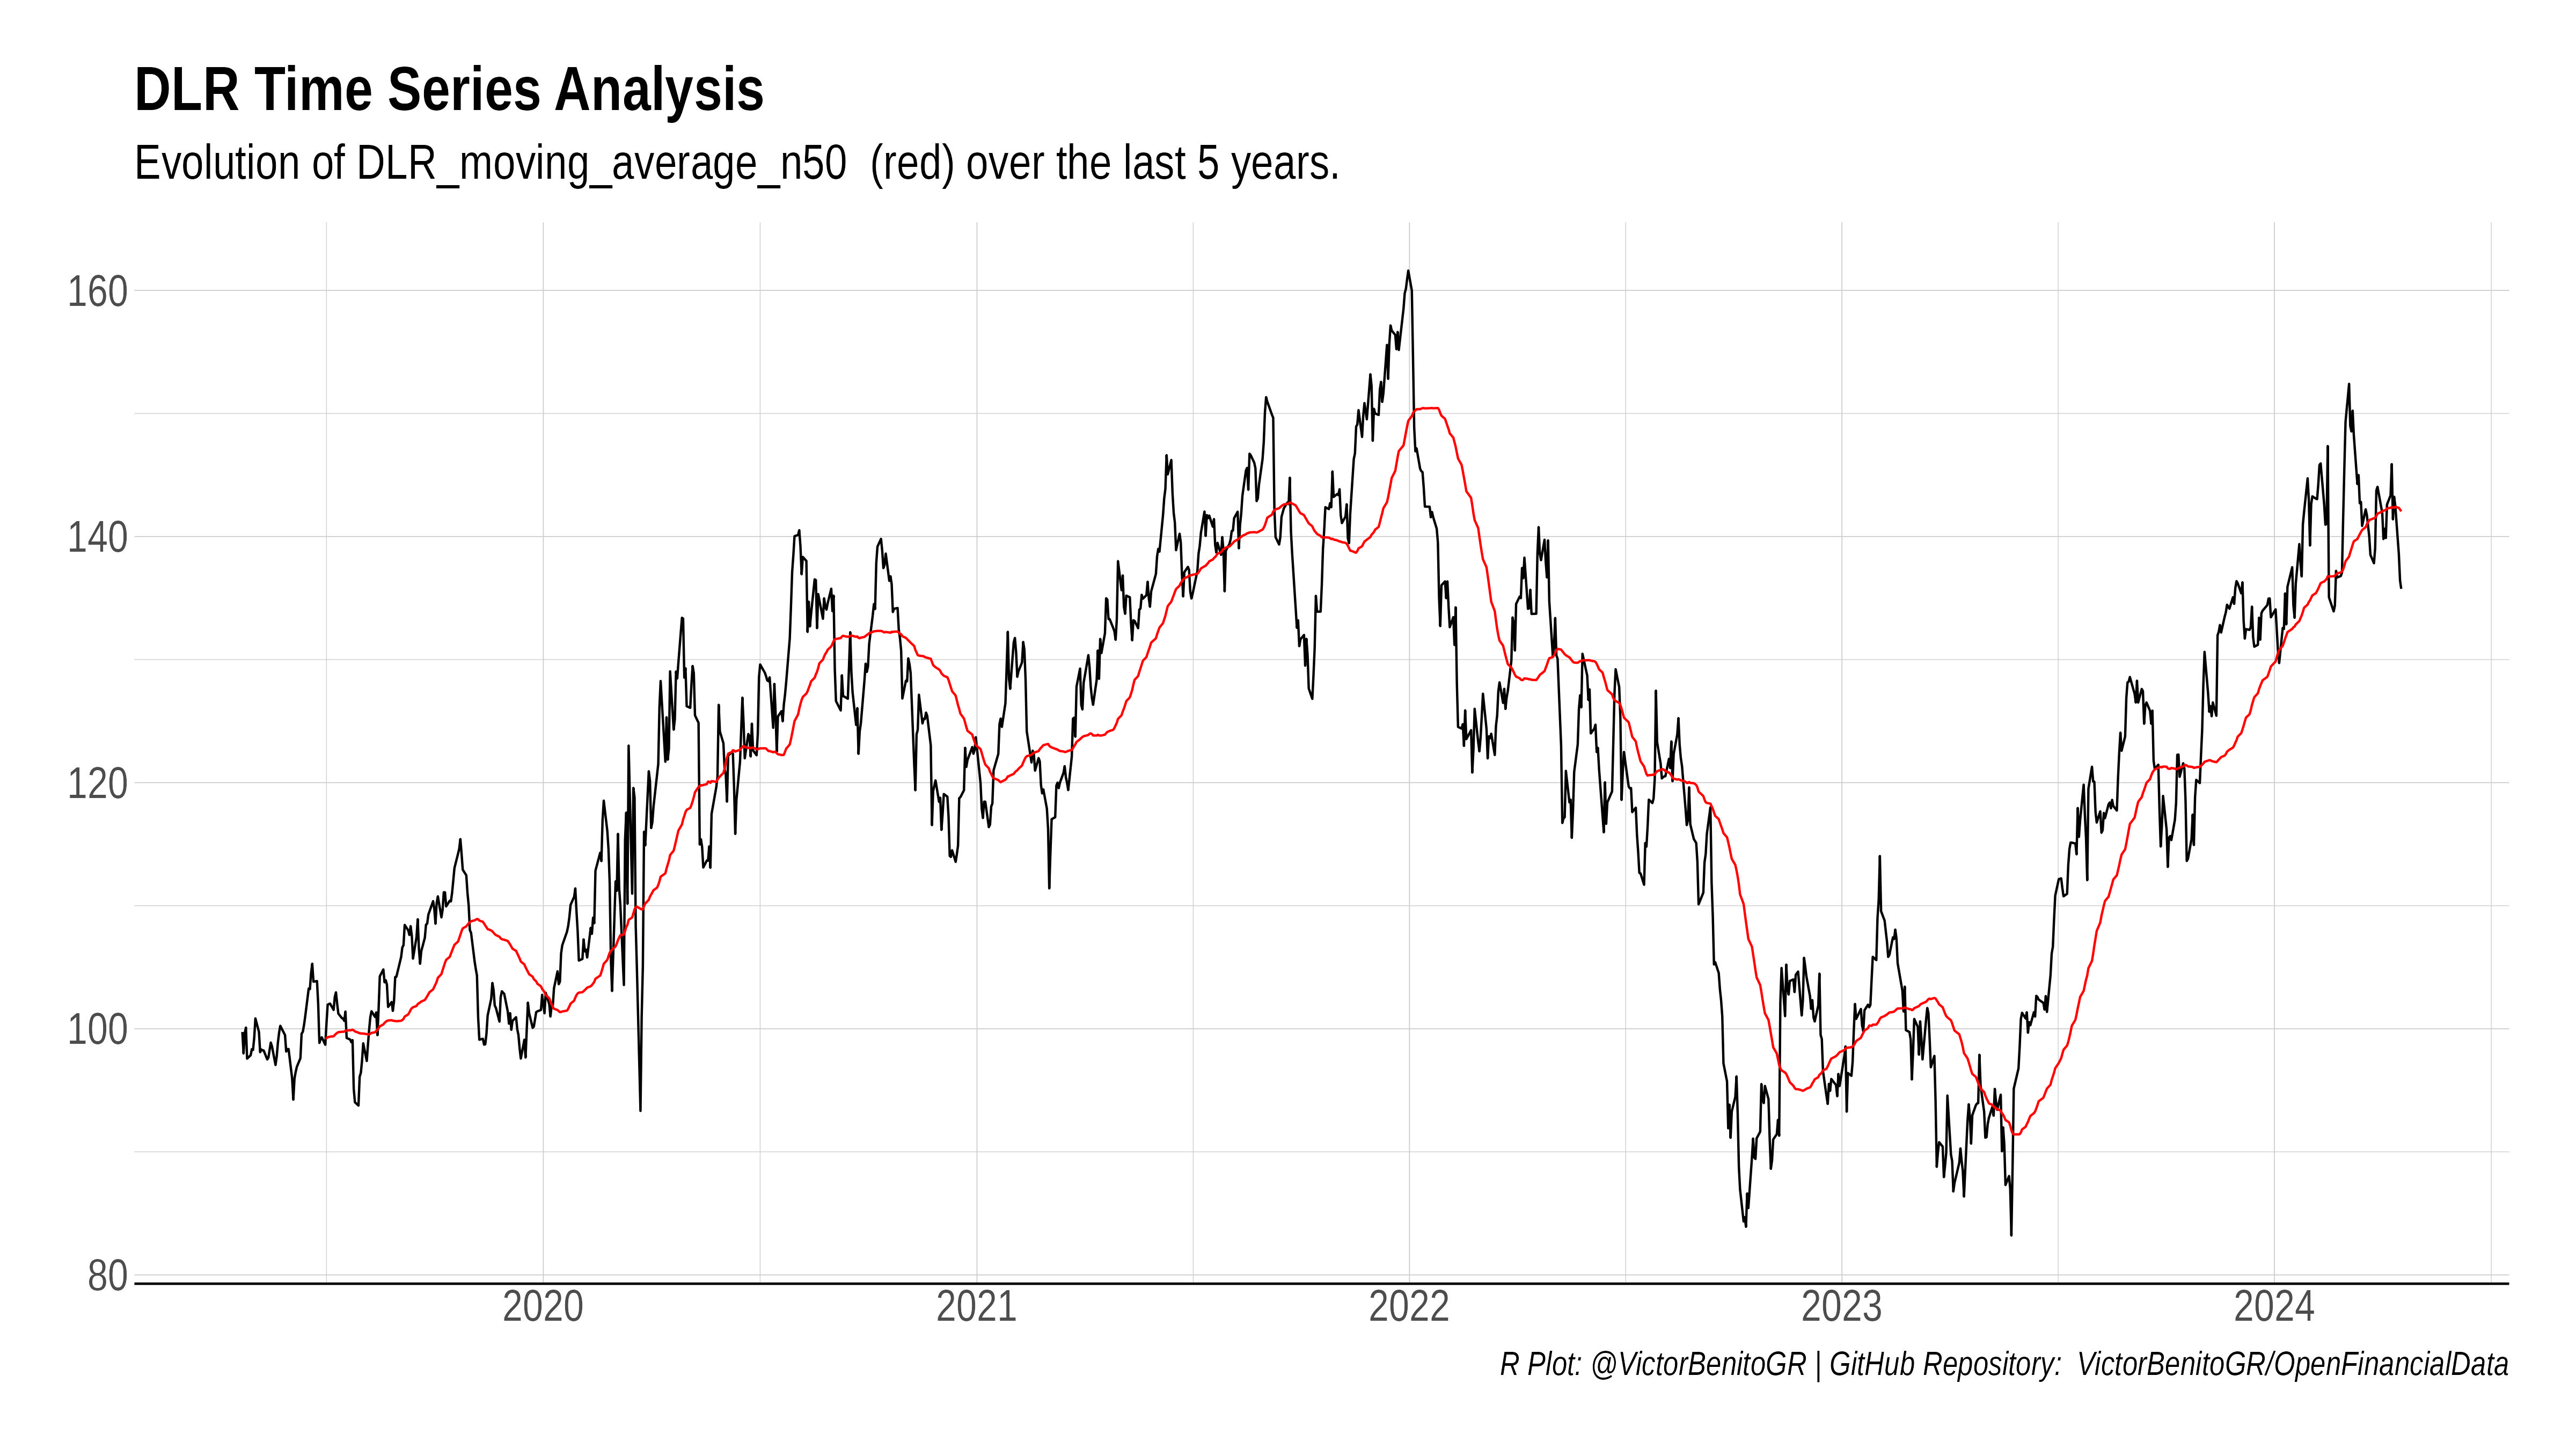 DLR Time Series Analysis
Evolution of DLR_moving_average_n50  (red) over the last 5 years.
160
140
120
100
80
2020 2021 2022 2023 2024
R Plot: @VictorBenitoGR | GitHub Repository:  VictorBenitoGR/OpenFinancialData